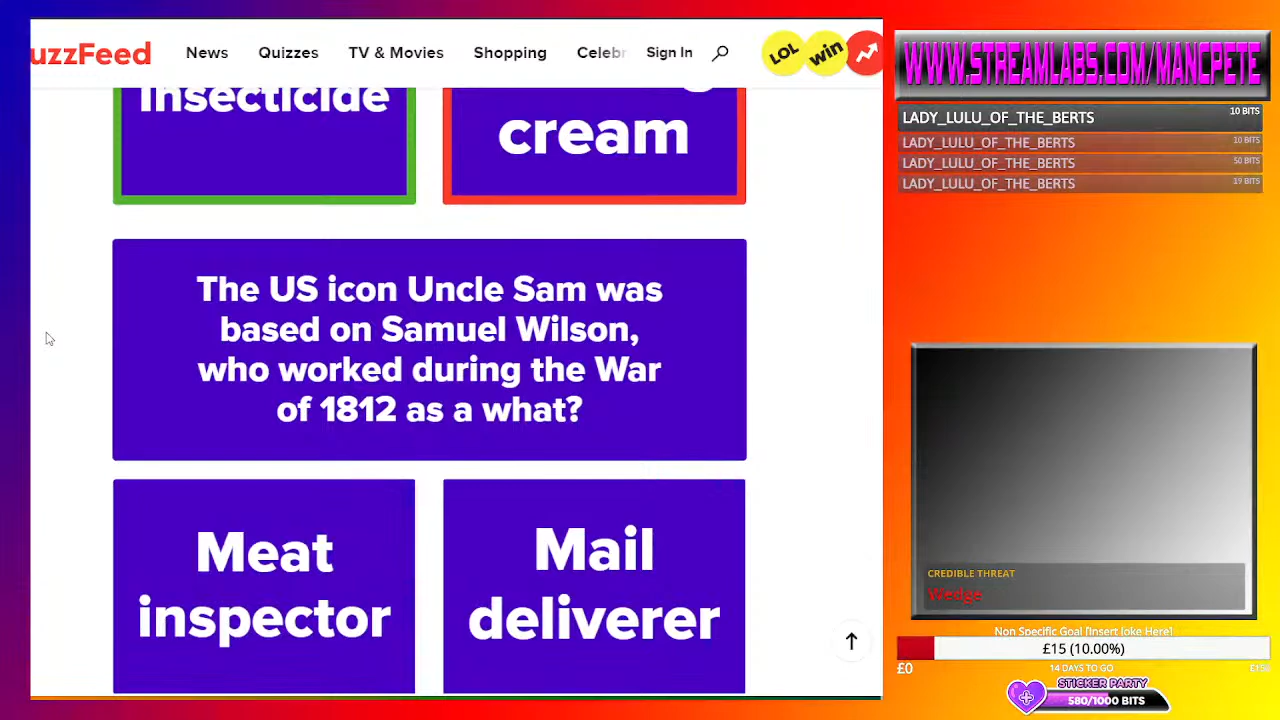 uzzFeed
News
Quizzes
TV & Movies
Shopping
Celebr
Sign In
LOL
win
insecticide
cream
The US icon Uncle Sam was
based on Samuel Wilson,
who worked during the War
of 1812 as a what?
Meat
inspector
Mail
deliverer
WWW.STREAMLABS.COM/MANCPETE
LADY_LULU_OF_THE_BERTS 10 BITS
LADY_LULU_OF_THE_BERTS 10 BITS
LADY_LULU_OF_THE_BERTS 50 BITS
LADY_LULU_OF_THE_BERTS 19 BITS
CREDIBLE THREAT
Wedge
Non Specific Goal [Insert Joke Here]
£15 (10.00%)
£0
14 DAYS TO GO
STICKER PARTY
580/1000 BITS